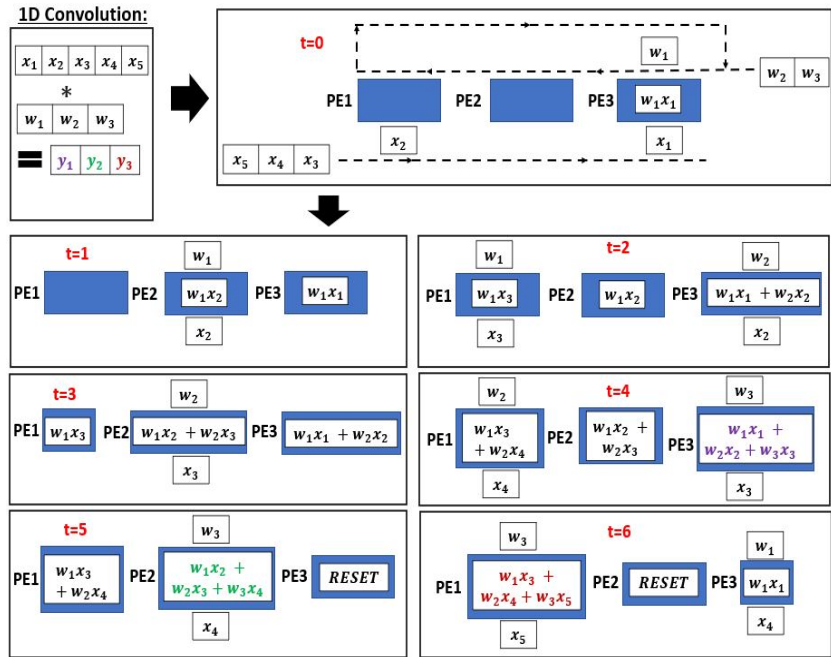 1D Convolution:
x₁ x₂ x₃ x₄ x₅
*
w₁ w₂ w₃
= y₁ y₂ y₃
t=0
w₁
w₂ w₃
PE1 PE2 PE3 w₁x₁
x₅ x₄ x₃ x₂ x₁
t=1
w₁
PE1 PE2 w₁x₂ PE3 w₁x₁
x₂
t=2
w₁ w₂
PE1 w₁x₃ PE2 w₁x₂ PE3 w₁x₁ + w₂x₂
x₃ x₂
t=3
w₂
PE1 w₁x₃ PE2 w₁x₂ + w₂x₃ PE3 w₁x₁ + w₂x₂
x₃
t=4
w₂ w₃
PE1 w₁x₃ + w₂x₄ PE2 w₁x₂ + w₂x₃ PE3 w₁x₁ + w₂x₂ + w₃x₃
x₄ x₃
t=5
w₃
PE1 w₁x₃ + w₂x₄ PE2 w₁x₂ + w₂x₃ + w₃x₄ PE3 RESET
x₄
t=6
w₃ w₁
PE1 w₁x₃ + w₂x₄ + w₃x₅ PE2 RESET PE3 w₁x₁
x₅ x₄